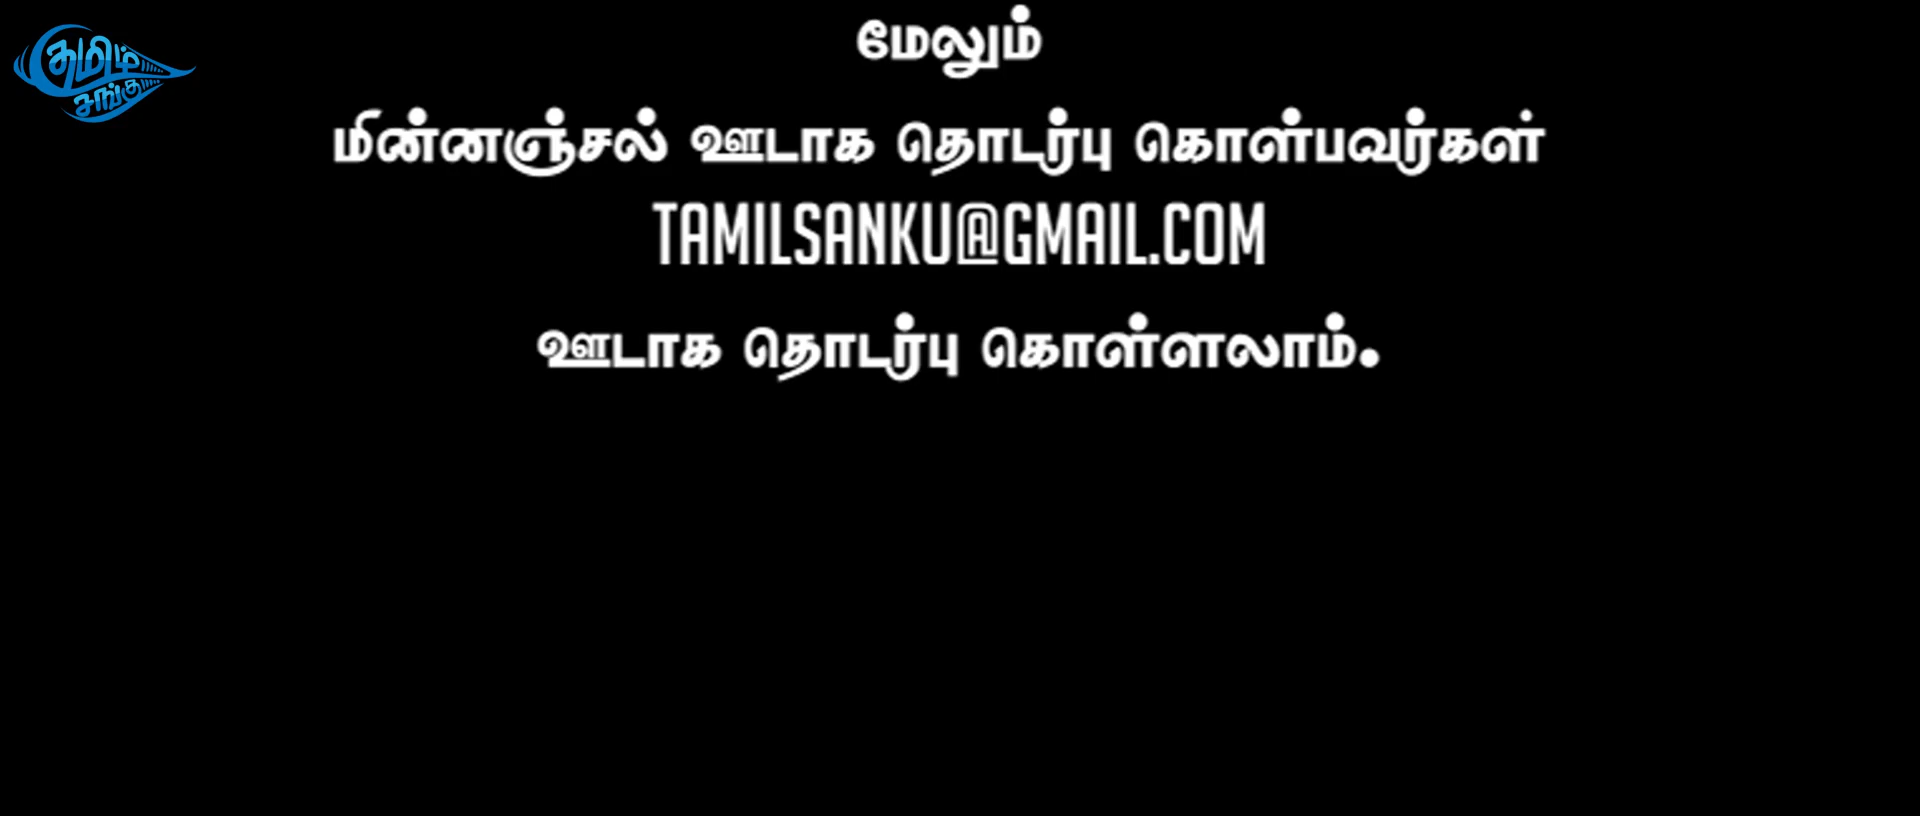 தமிழ்
சங்கு
மேலும்
மின்னஞ்சல் ஊடாக தொடர்பு கொள்பவர்கள்
TAMILSANKU@GMAIL.COM
ஊடாக தொடர்பு கொள்ளலாம்.